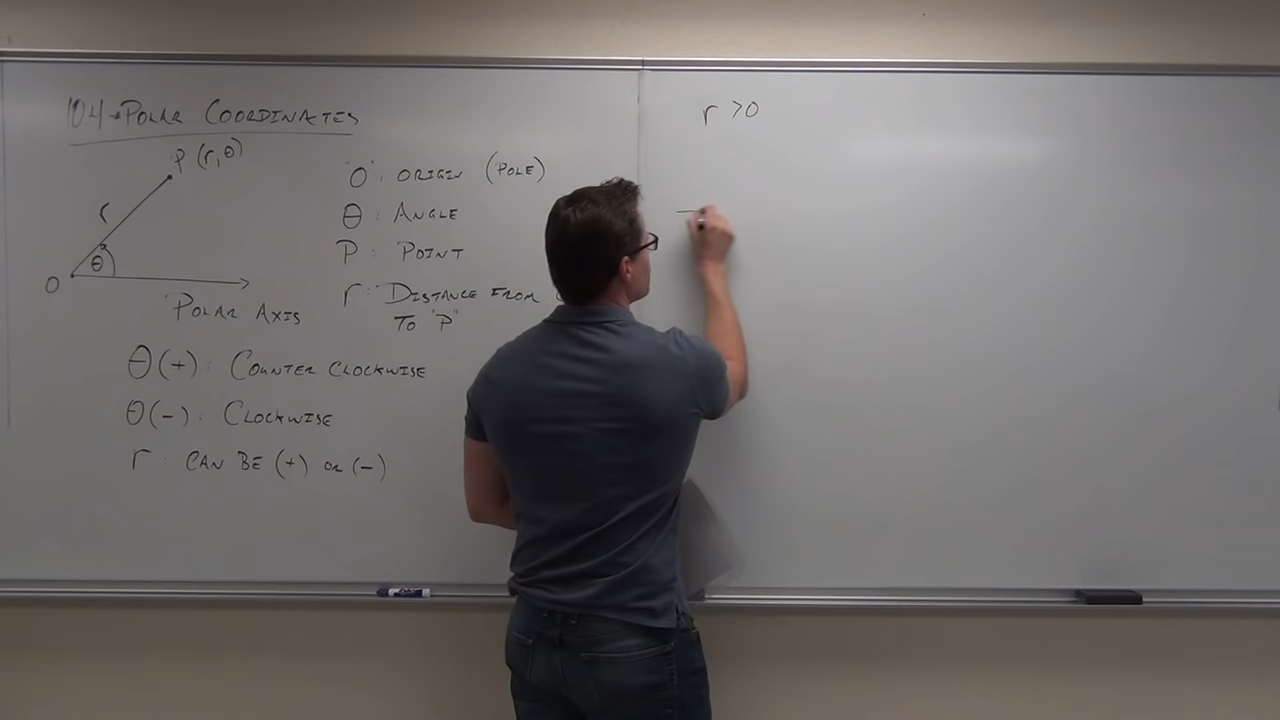 10.4 → POLAR COORDINATES
P (r, θ)
r
θ
O
POLAR AXIS
"O": ORIGIN (POLE)
θ: ANGLE
P: POINT
r: DISTANCE FROM
TO "P"
θ(+): COUNTER CLOCKWISE
θ(-): CLOCKWISE
r: CAN BE (+) OR (-)
r > 0